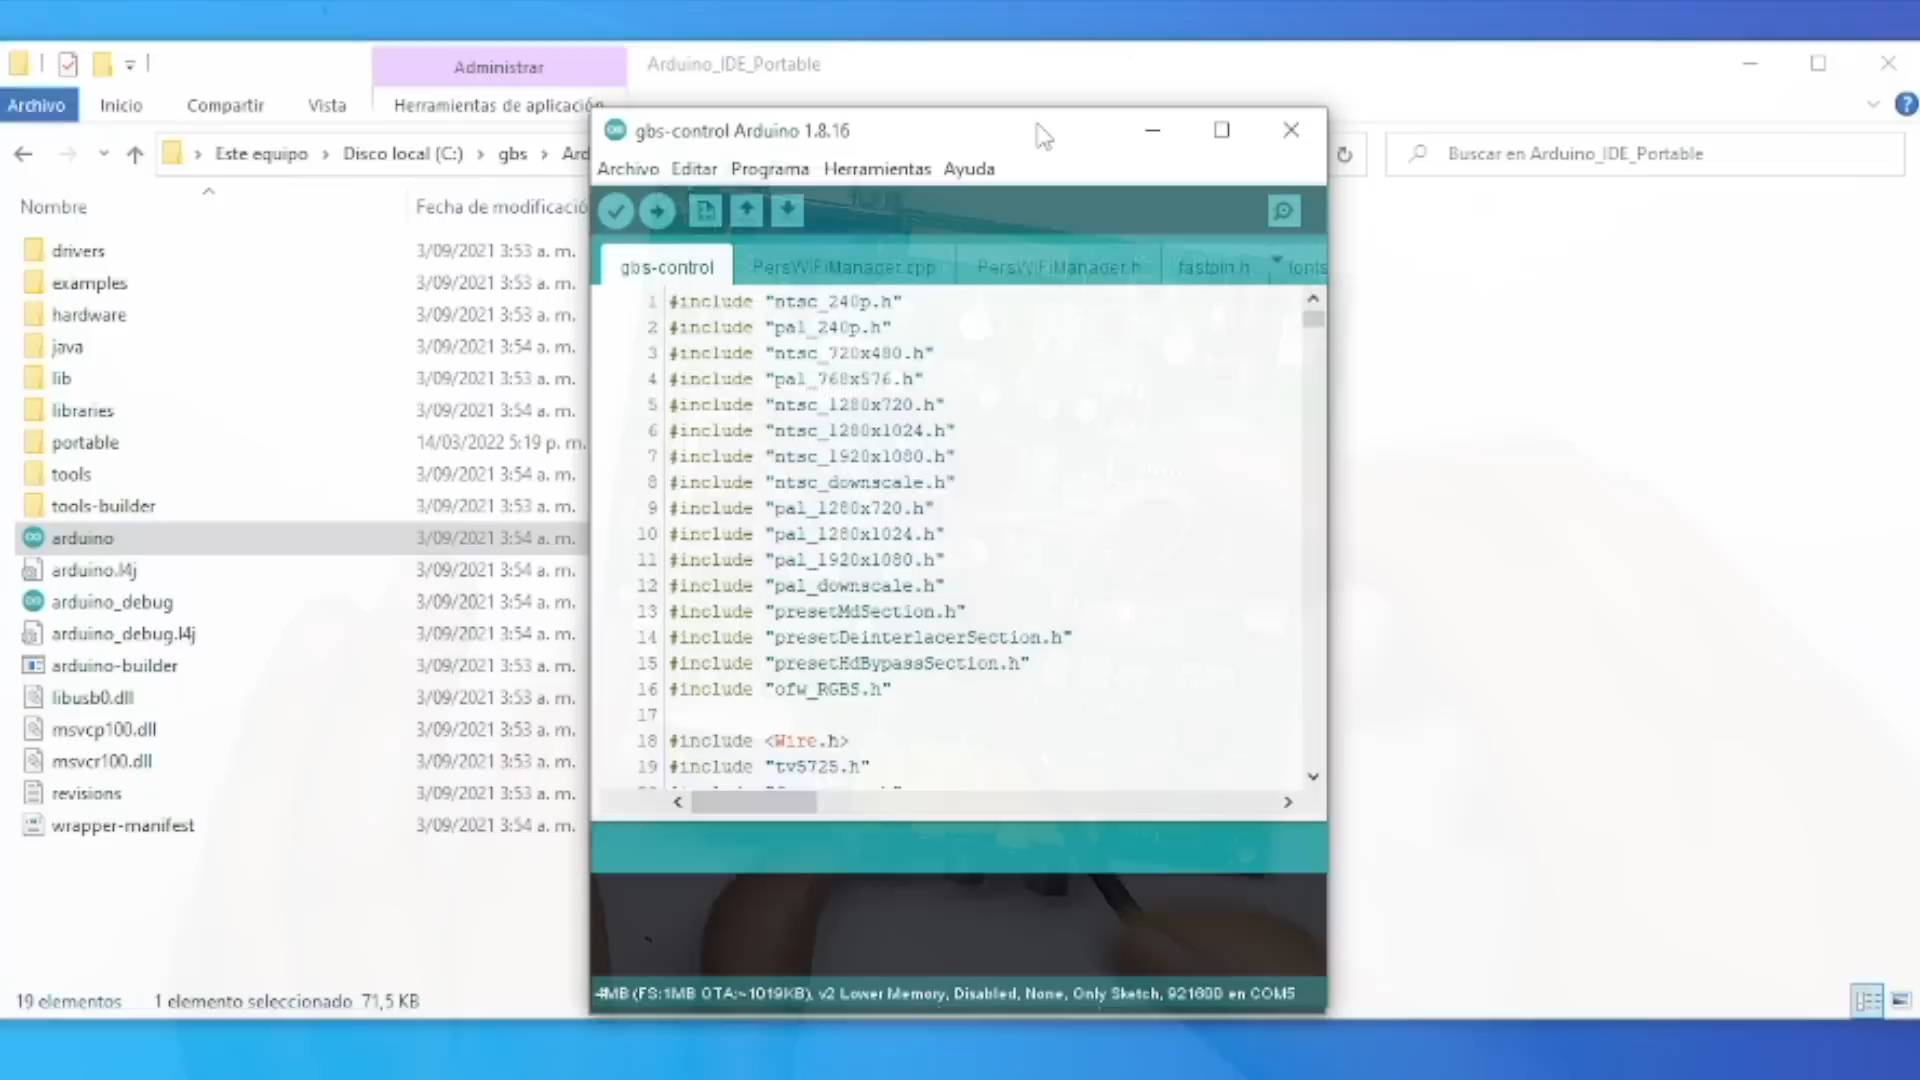 Administrar
Arduino_IDE_Portable
Archivo Inicio Compartir Vista Herramientas de aplicación
Este equipo › Disco local (C:) › gbs › Ard
Buscar en Arduino_IDE_Portable
Nombre Fecha de modificació
drivers 3/09/2021 3:53 a. m.
examples 3/09/2021 3:53 a. m.
hardware 3/09/2021 3:53 a. m.
java 3/09/2021 3:54 a. m.
lib 3/09/2021 3:53 a. m.
libraries 3/09/2021 3:54 a. m.
portable 14/03/2022 5:19 p. m.
tools 3/09/2021 3:54 a. m.
tools-builder 3/09/2021 3:53 a. m.
arduino 3/09/2021 3:54 a. m.
arduino.l4j 3/09/2021 3:54 a. m.
arduino_debug 3/09/2021 3:54 a. m.
arduino_debug.l4j 3/09/2021 3:54 a. m.
arduino-builder 3/09/2021 3:53 a. m.
libusb0.dll 3/09/2021 3:53 a. m.
msvcp100.dll 3/09/2021 3:53 a. m.
msvcr100.dll 3/09/2021 3:53 a. m.
revisions 3/09/2021 3:53 a. m.
wrapper-manifest 3/09/2021 3:54 a. m.
19 elementos 1 elemento seleccionado 71,5 KB
gbs-control Arduino 1.8.16
Archivo Editar Programa Herramientas Ayuda
gbs-control PersWiFiManager.cpp PersWiFiManager.h fastpin.h fonts
1 #include "ntsc_240p.h"
2 #include "pal_240p.h"
3 #include "ntsc_720x480.h"
4 #include "pal_768x576.h"
5 #include "ntsc_1280x720.h"
6 #include "ntsc_1280x1024.h"
7 #include "ntsc_1920x1080.h"
8 #include "ntsc_downscale.h"
9 #include "pal_1280x720.h"
10 #include "pal_1280x1024.h"
11 #include "pal_1920x1080.h"
12 #include "pal_downscale.h"
13 #include "presetMdSection.h"
14 #include "presetDeinterlacerSection.h"
15 #include "presetHdBypassSection.h"
16 #include "ofw_RGBS.h"
17
18 #include <Wire.h>
19 #include "tv5725.h"
4MB (FS:1MB OTA:~1019KB), v2 Lower Memory, Disabled, None, Only Sketch, 921600 en COM5